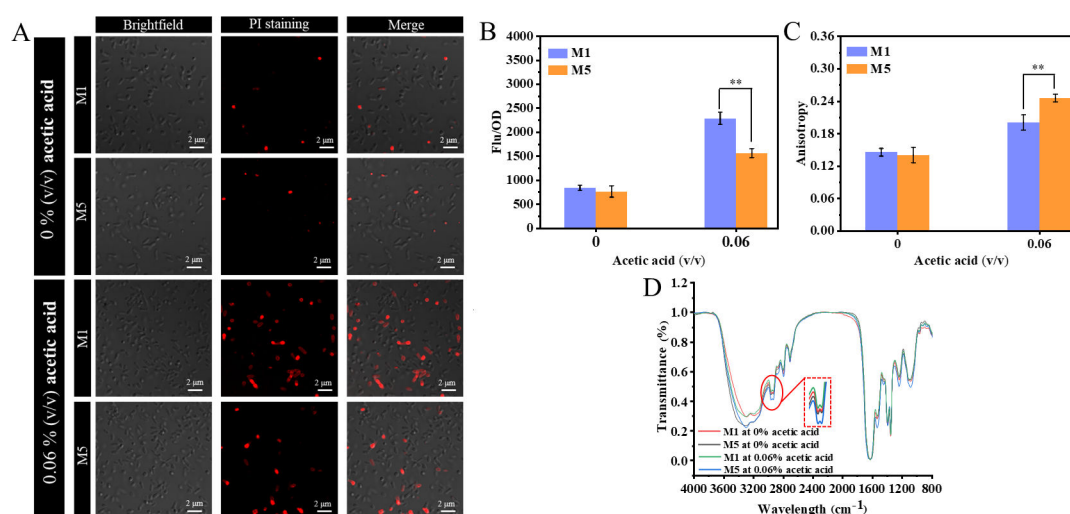 A
Brightfield
PI staining
Merge
0 % (v/v) acetic acid
M1
2 μm
2 μm
2 μm
M5
2 μm
2 μm
2 μm
0.06 % (v/v) acetic acid
M1
2 μm
2 μm
2 μm
M5
2 μm
2 μm
2 μm
B
M1
M5
**
Flu/OD
4000
3500
3000
2500
2000
1500
1000
500
0
0
0.06
Acetic acid (v/v)
C
M1
M5
**
Anisotropy
0.36
0.30
0.24
0.18
0.12
0.06
0.00
0
0.06
Acetic acid (v/v)
D
Transmittance (%)
1.2
1.0
0.8
0.6
0.4
0.2
0.0
M1 at 0% acetic acid
M5 at 0% acetic acid
M1 at 0.06% acetic acid
M5 at 0.06% acetic acid
4000 3600 3200 2800 2400 2000 1600 1200 800
Wavelength (cm⁻¹)